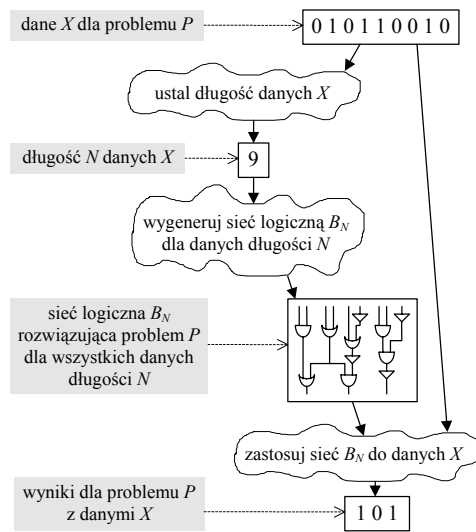 dane X dla problemu P
0 1 0 1 1 0 0 1 0
ustal długość danych X
długość N danych X
9
wygeneruj sieć logiczną B_N
dla danych długości N
sieć logiczna B_N
rozwiązująca problem P
dla wszystkich danych
długości N
zastosuj sieć B_N do danych X
wyniki dla problemu P
z danymi X
1 0 1